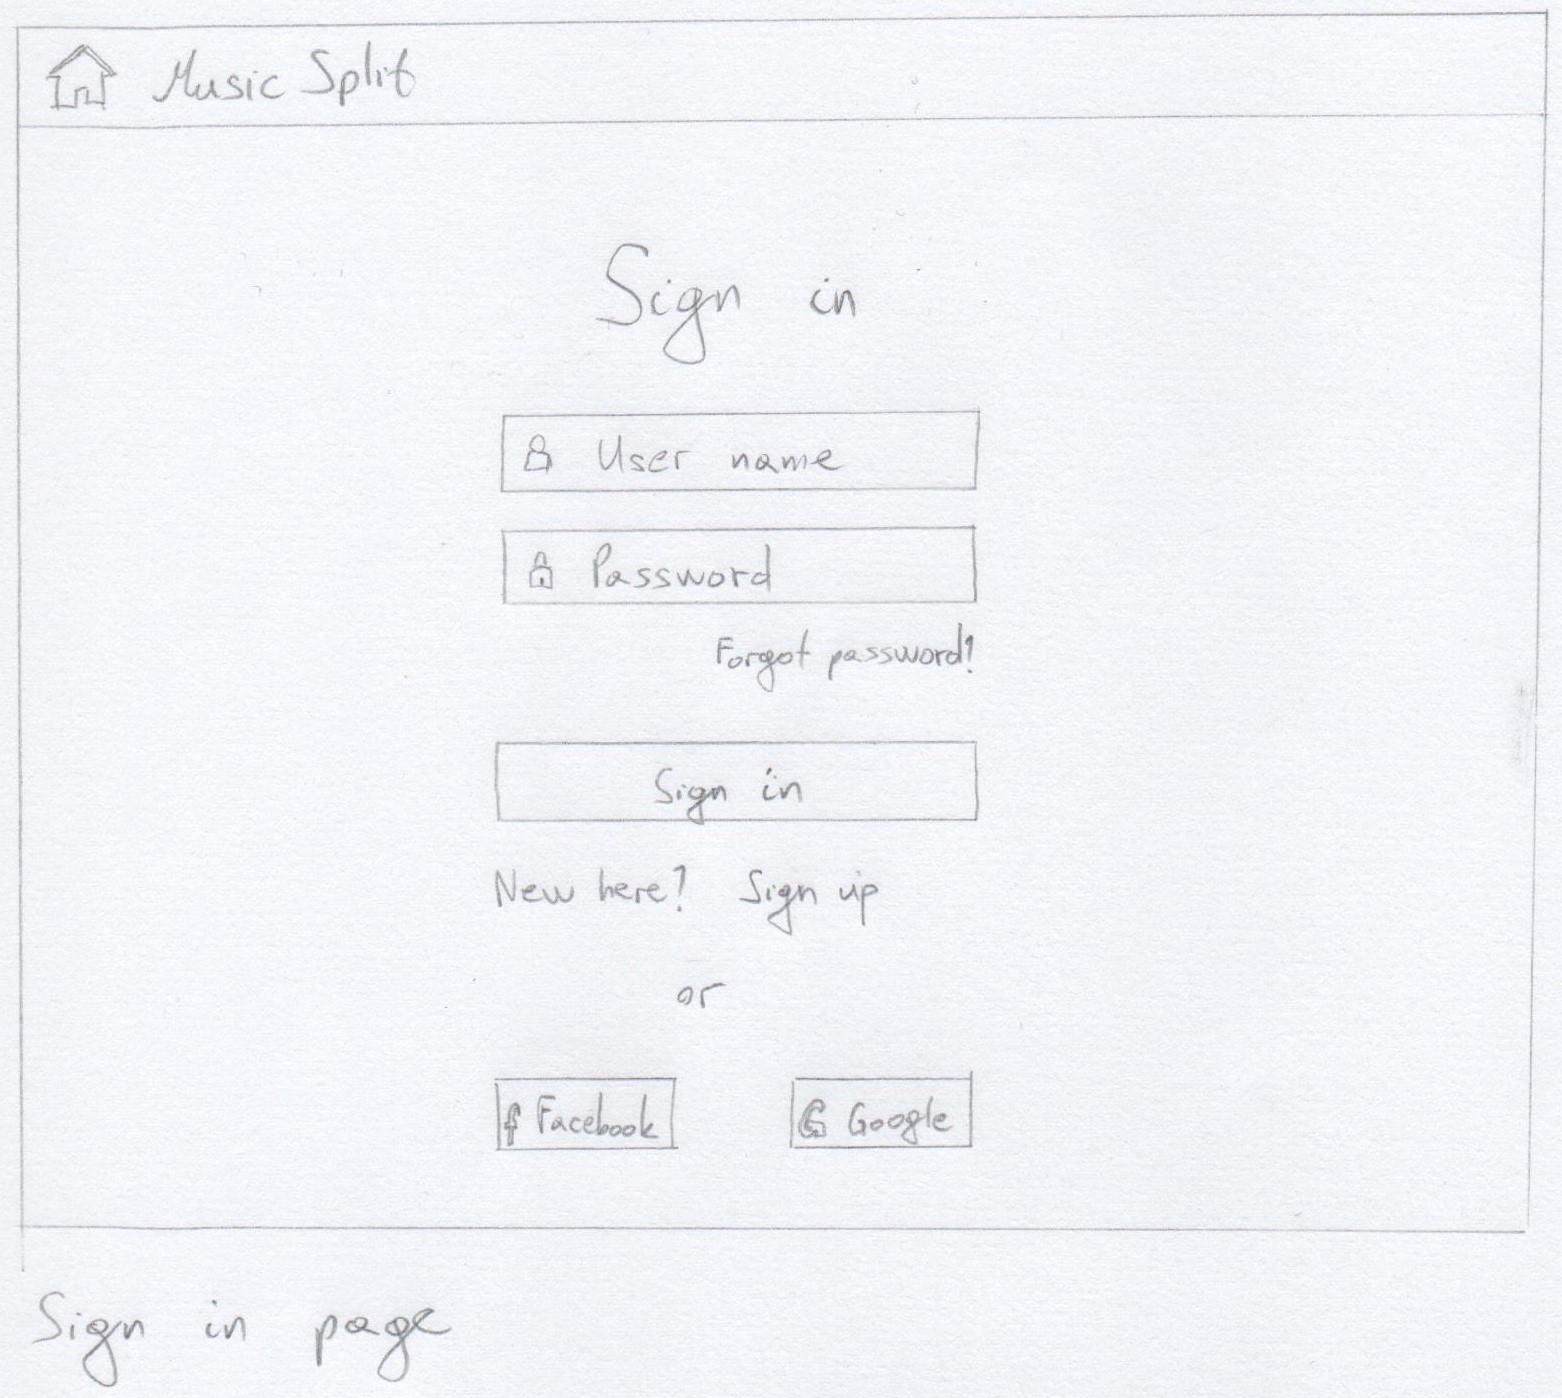 Music Split
Sign in
User name
Password
Forgot password?
Sign in
New here? Sign up
or
f Facebook
G Google
Sign in page